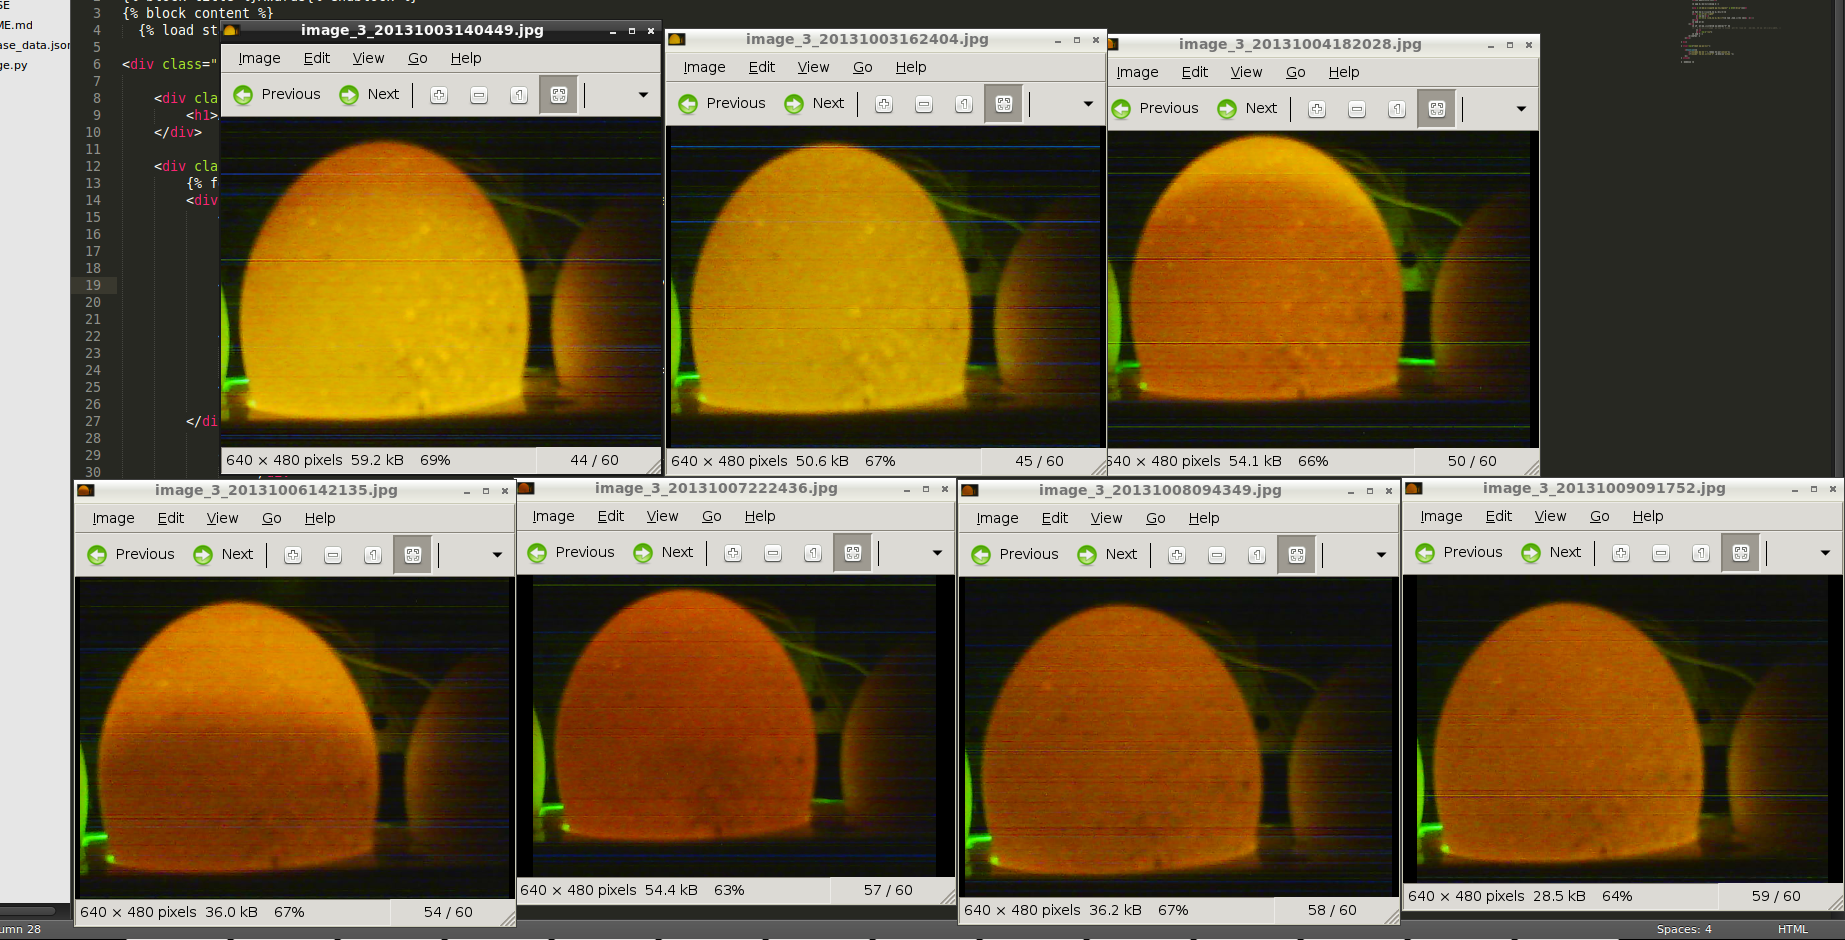 SE
ME.md
ase_data.json
ge.py
3 {% block content %}
4 {% load st
5
6 <div class="
7
8 <div cla
9 <h1>
10 </div>
11
12 <div cla
13 {% f
14 <div
15
16
17
18
19
20
21
22
23
24
25
26
27 </di
28
29
30
image_3_20131003140449.jpg
Image Edit View Go Help
Previous Next
640 × 480 pixels 59.2 kB 69% 44 / 60
image_3_20131003162404.jpg
Image Edit View Go Help
Previous Next
640 × 480 pixels 50.6 kB 67% 45 / 60
image_3_20131004182028.jpg
Image Edit View Go Help
Previous Next
640 × 480 pixels 54.1 kB 66% 50 / 60
image_3_20131006142135.jpg
Image Edit View Go Help
Previous Next
640 × 480 pixels 36.0 kB 67% 54 / 60
image_3_20131007222436.jpg
Image Edit View Go Help
Previous Next
640 × 480 pixels 54.4 kB 63% 57 / 60
image_3_20131008094349.jpg
Image Edit View Go Help
Previous Next
640 × 480 pixels 36.2 kB 67% 58 / 60
image_3_20131009091752.jpg
Image Edit View Go Help
Previous Next
640 × 480 pixels 28.5 kB 64% 59 / 60
umn 28 Spaces: 4 HTML